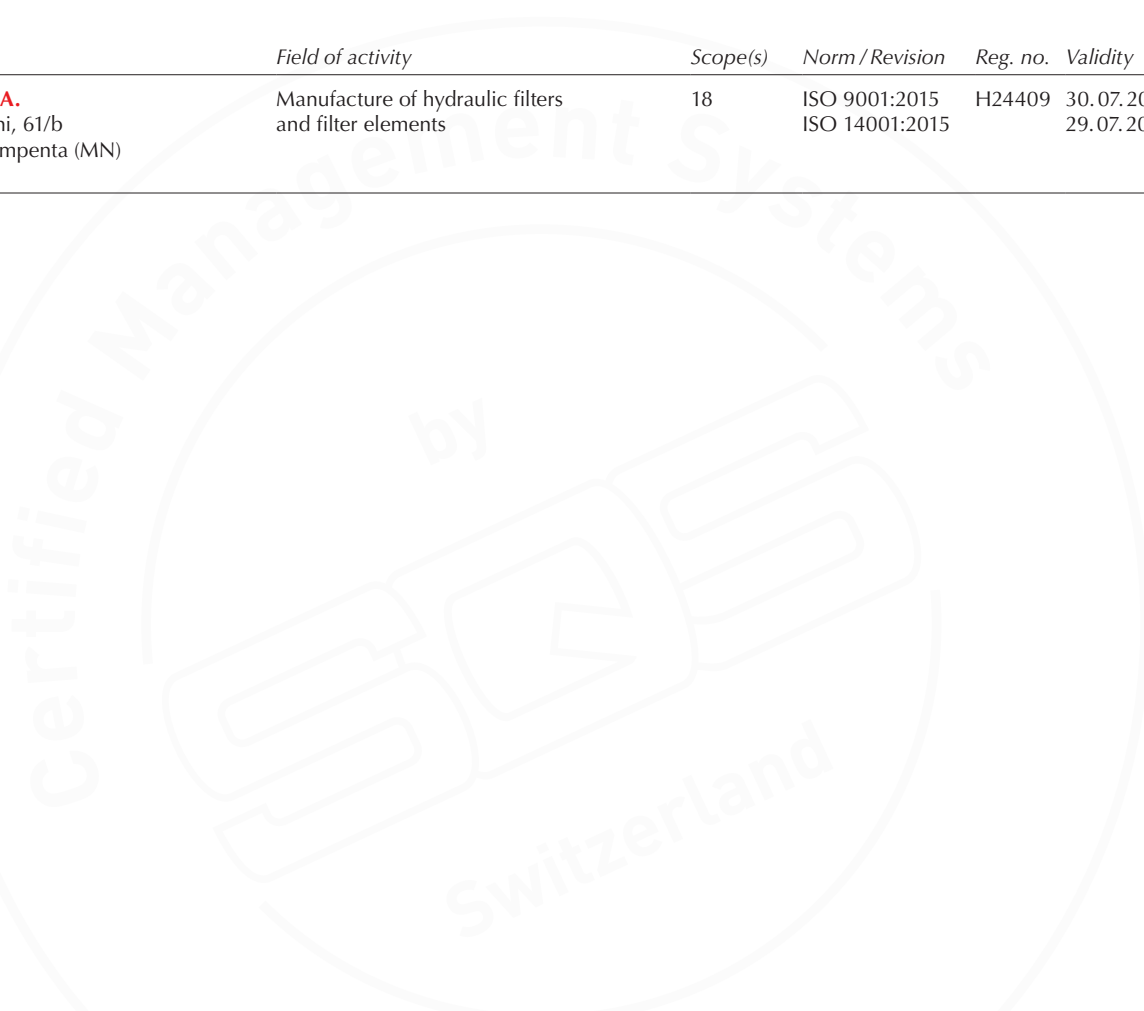 Field of activity Scope(s) Norm / Revision Reg. no. Validity
A. Manufacture of hydraulic filters 18 ISO 9001:2015 H24409 30.07.20
ni, 61/b and filter elements ISO 14001:2015 29.07.20
mpenta (MN)
Certified Management Systems
by
SQS
Switzerland